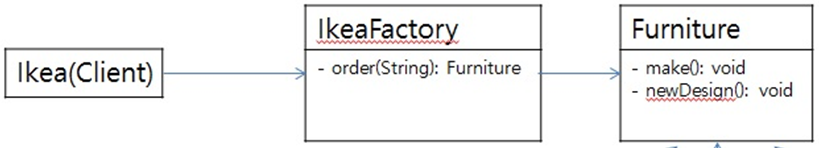 Ikea(Client)
IkeaFactory
- order(String): Furniture
Furniture
- make(): void
- newDesign(): void